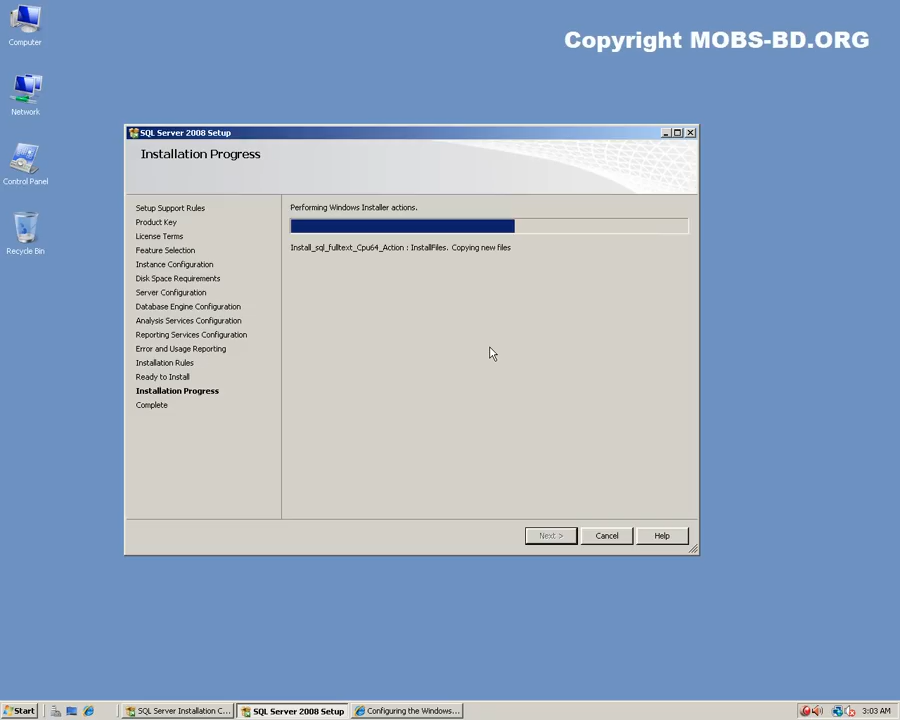 Copyright MOBS-BD.ORG
Computer
Network
Control Panel
Recycle Bin
SQL Server 2008 Setup
Installation Progress
Setup Support Rules
Product Key
License Terms
Feature Selection
Instance Configuration
Disk Space Requirements
Server Configuration
Database Engine Configuration
Analysis Services Configuration
Reporting Services Configuration
Error and Usage Reporting
Installation Rules
Ready to Install
Installation Progress
Complete
Performing Windows Installer actions.
Install_sql_fulltext_Cpu64_Action : InstallFiles. Copying new files
Next >
Cancel
Help
Start
SQL Server Installation C...
SQL Server 2008 Setup
Configuring the Windows...
3:03 AM